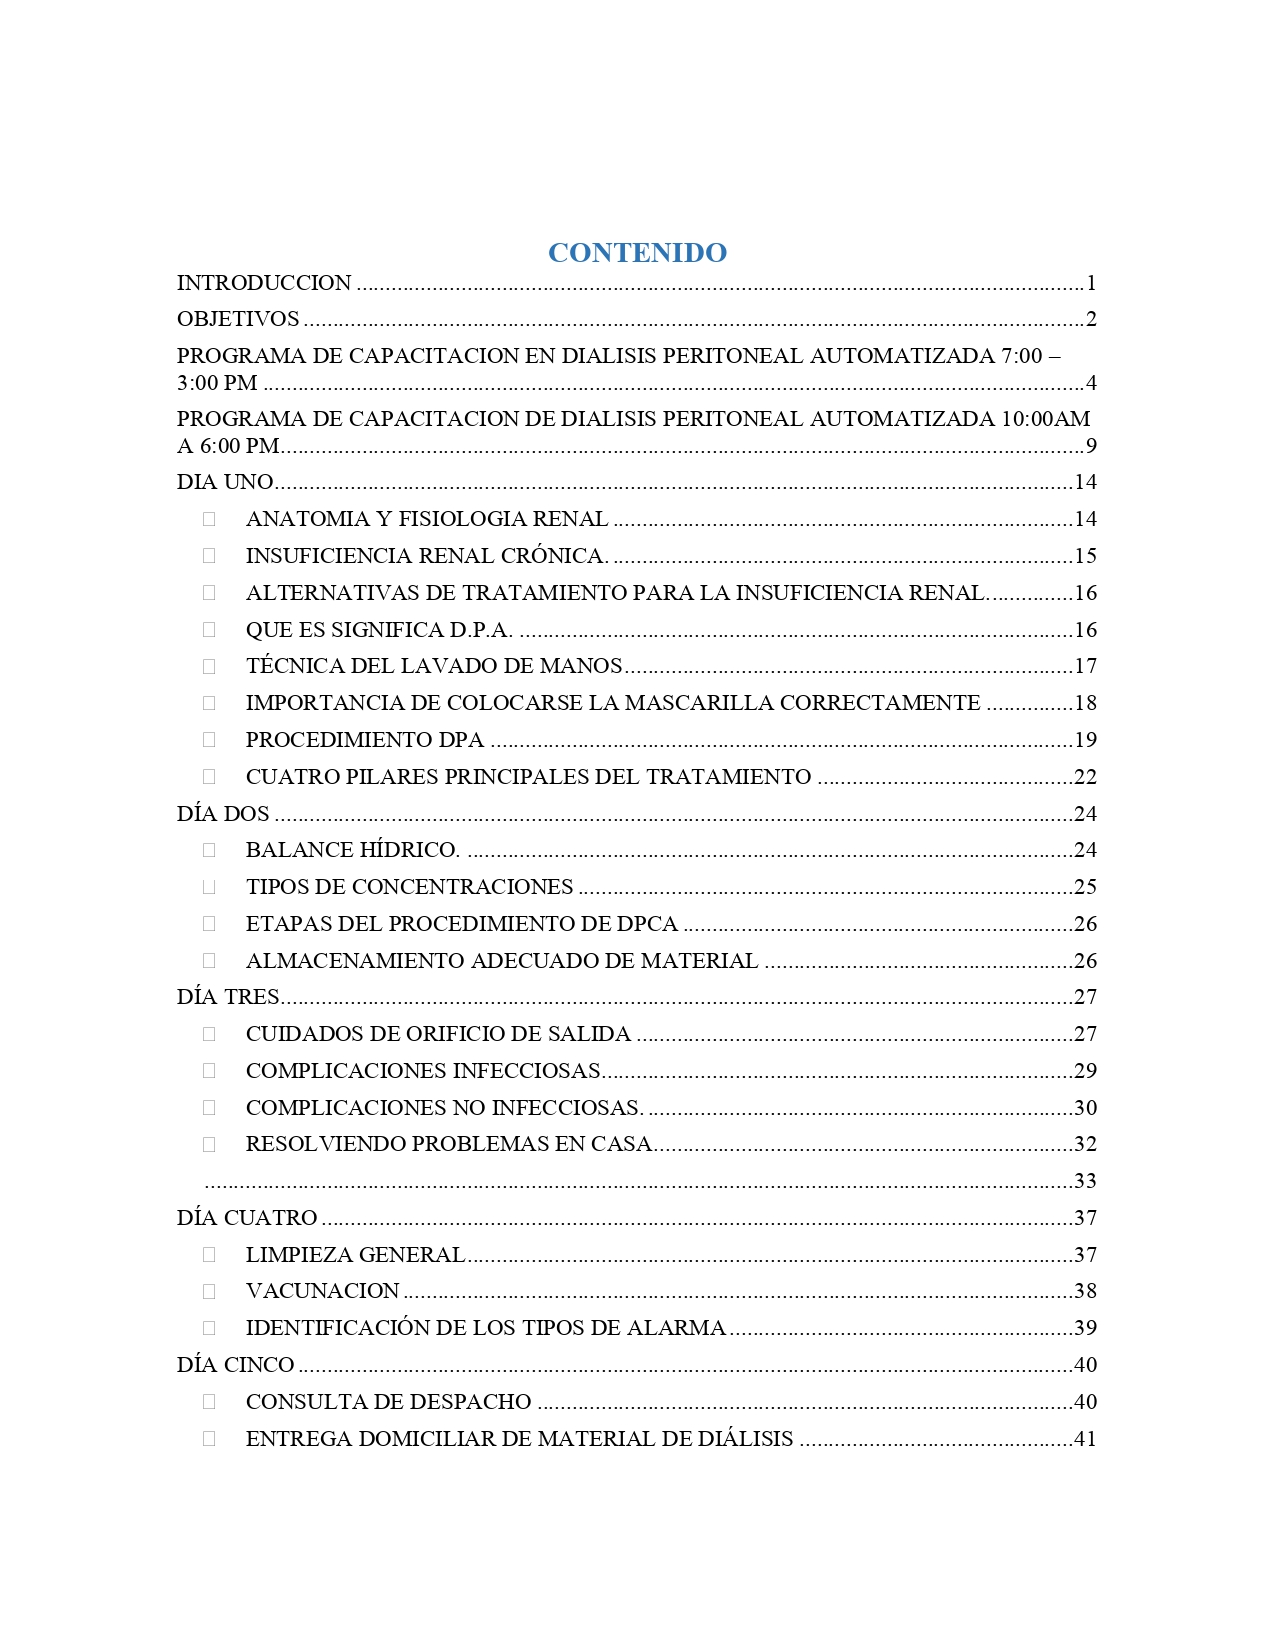 CONTENIDO
INTRODUCCION ........................................ 1
OBJETIVOS ........................................ 2
PROGRAMA DE CAPACITACION EN DIALISIS PERITONEAL AUTOMATIZADA 7:00 –
3:00 PM ........................................ 4
PROGRAMA DE CAPACITACION DE DIALISIS PERITONEAL AUTOMATIZADA 10:00AM
A 6:00 PM ........................................ 9
DIA UNO ........................................ 14
ANATOMIA Y FISIOLOGIA RENAL ........................................ 14
INSUFICIENCIA RENAL CRÓNICA. ........................................ 15
ALTERNATIVAS DE TRATAMIENTO PARA LA INSUFICIENCIA RENAL. ............... 16
QUE ES SIGNIFICA D.P.A. ........................................ 16
TÉCNICA DEL LAVADO DE MANOS ........................................ 17
IMPORTANCIA DE COLOCARSE LA MASCARILLA CORRECTAMENTE ............... 18
PROCEDIMIENTO DPA ........................................ 19
CUATRO PILARES PRINCIPALES DEL TRATAMIENTO ........................................ 22
DÍA DOS ........................................ 24
BALANCE HÍDRICO. ........................................ 24
TIPOS DE CONCENTRACIONES ........................................ 25
ETAPAS DEL PROCEDIMIENTO DE DPCA ........................................ 26
ALMACENAMIENTO ADECUADO DE MATERIAL ........................................ 26
DÍA TRES ........................................ 27
CUIDADOS DE ORIFICIO DE SALIDA ........................................ 27
COMPLICACIONES INFECCIOSAS ........................................ 29
COMPLICACIONES NO INFECCIOSAS. ........................................ 30
RESOLVIENDO PROBLEMAS EN CASA ........................................ 32
........................................ 33
DÍA CUATRO ........................................ 37
LIMPIEZA GENERAL ........................................ 37
VACUNACION ........................................ 38
IDENTIFICACIÓN DE LOS TIPOS DE ALARMA ........................................ 39
DÍA CINCO ........................................ 40
CONSULTA DE DESPACHO ........................................ 40
ENTREGA DOMICILIAR DE MATERIAL DE DIÁLISIS ........................................ 41